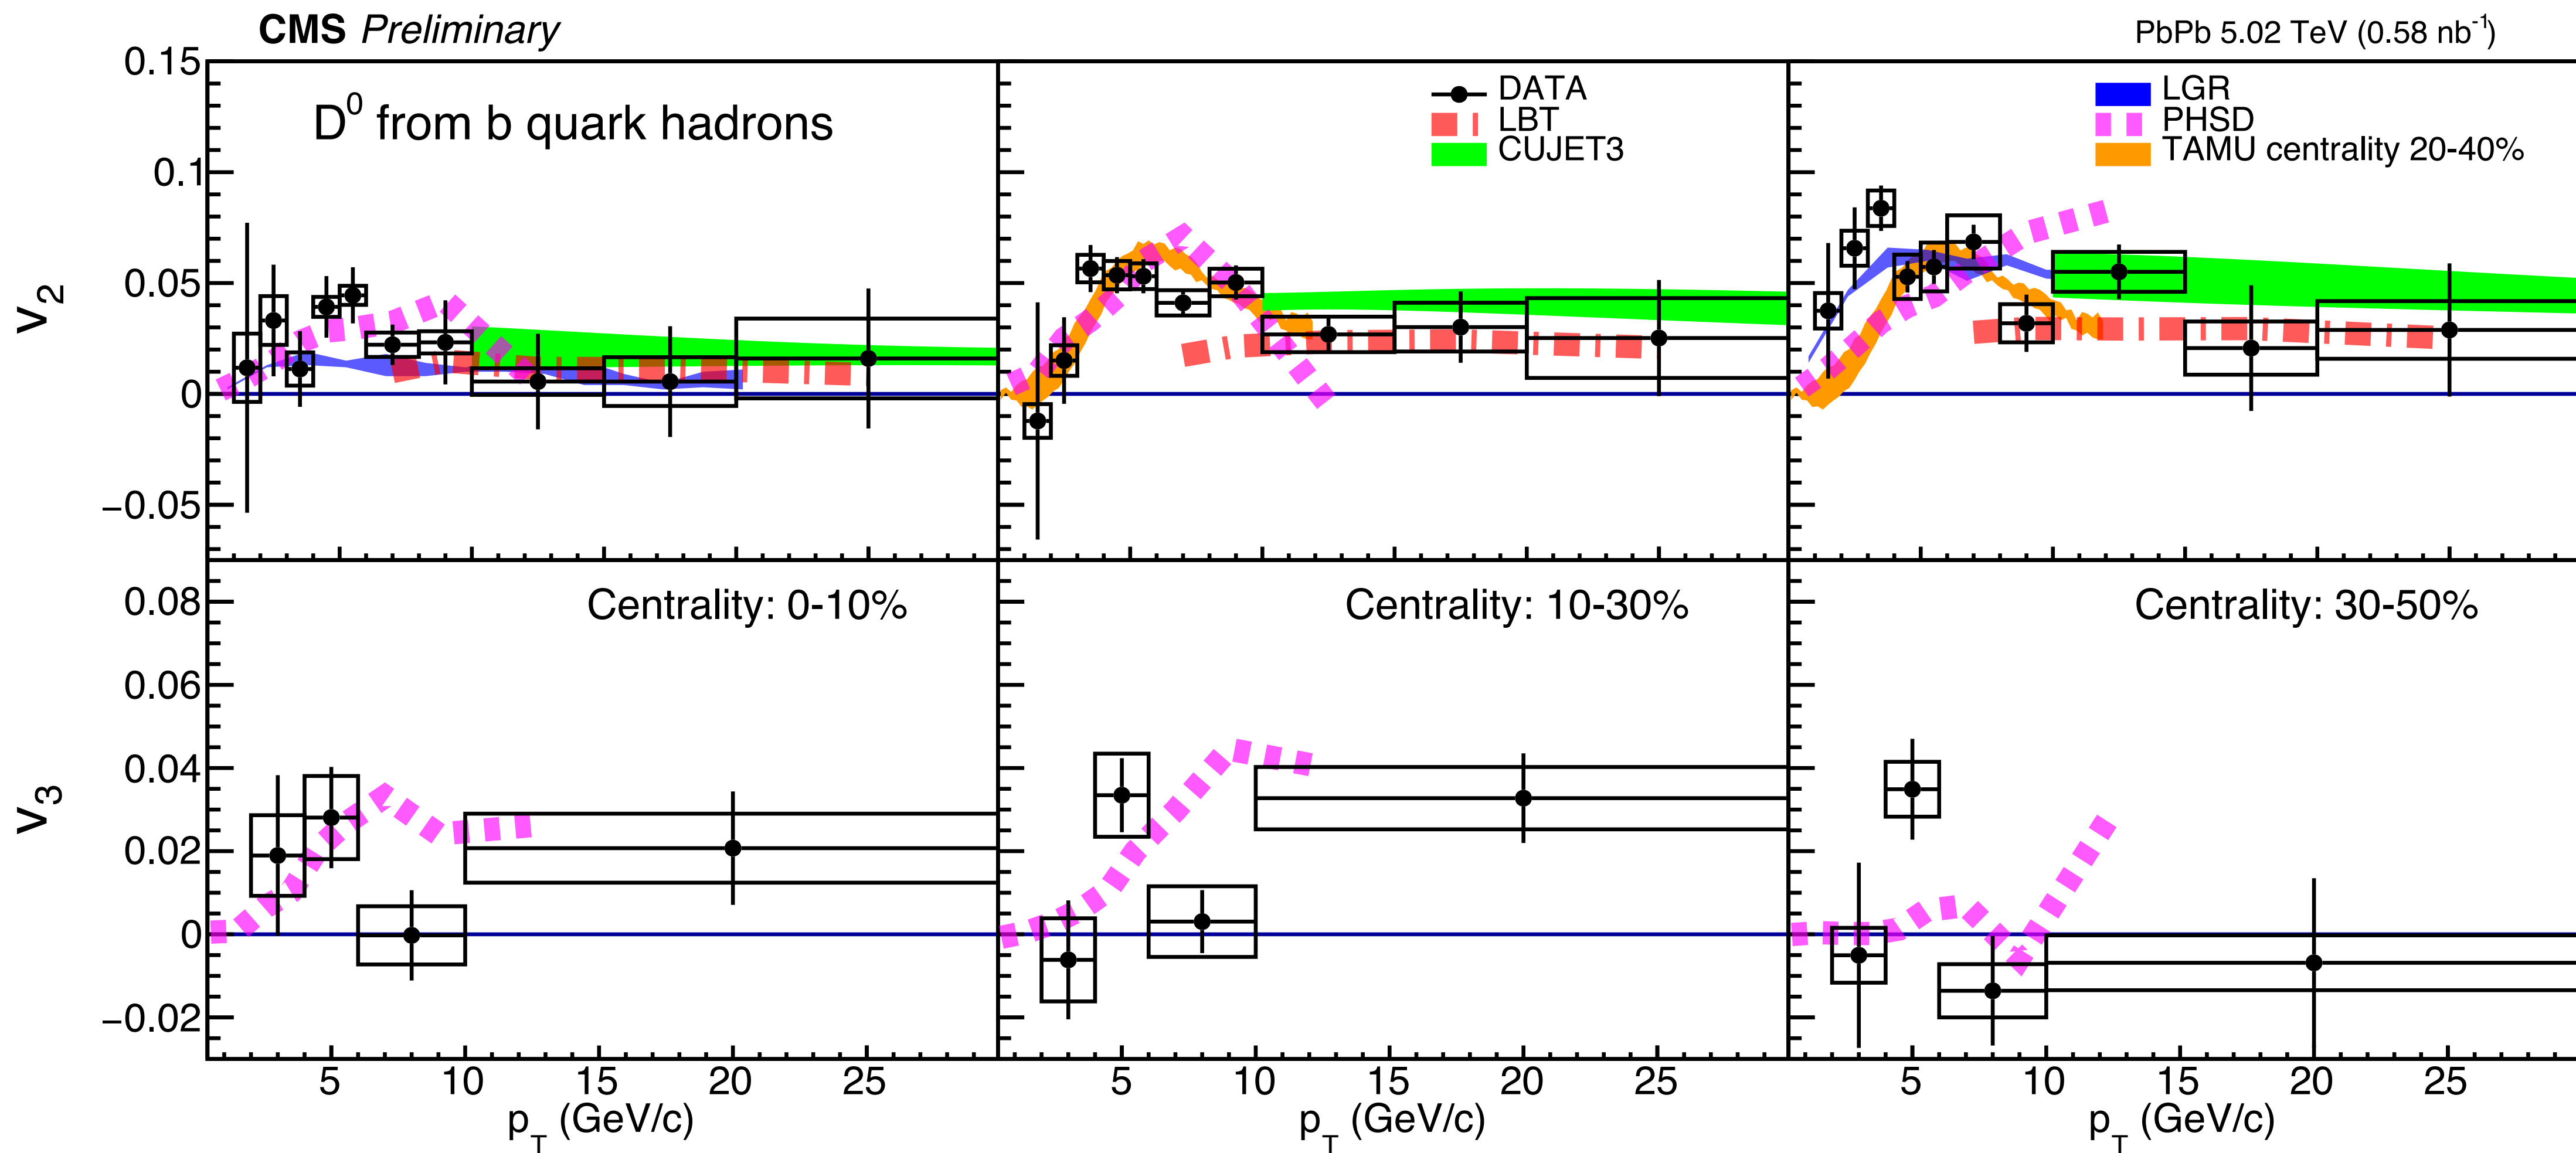 CMS Preliminary
PbPb 5.02 TeV (0.58 nb⁻¹)
v₂
0.15
0.1
0.05
0
−0.05
D⁰ from b quark hadrons
DATA
LBT
CUJET3
LGR
PHSD
TAMU centrality 20-40%
v₃
0.08
0.06
0.04
0.02
0
−0.02
Centrality: 0-10%
Centrality: 10-30%
Centrality: 30-50%
5 10 15 20 25
5 10 15 20 25
5 10 15 20 25
p_T (GeV/c)
p_T (GeV/c)
p_T (GeV/c)